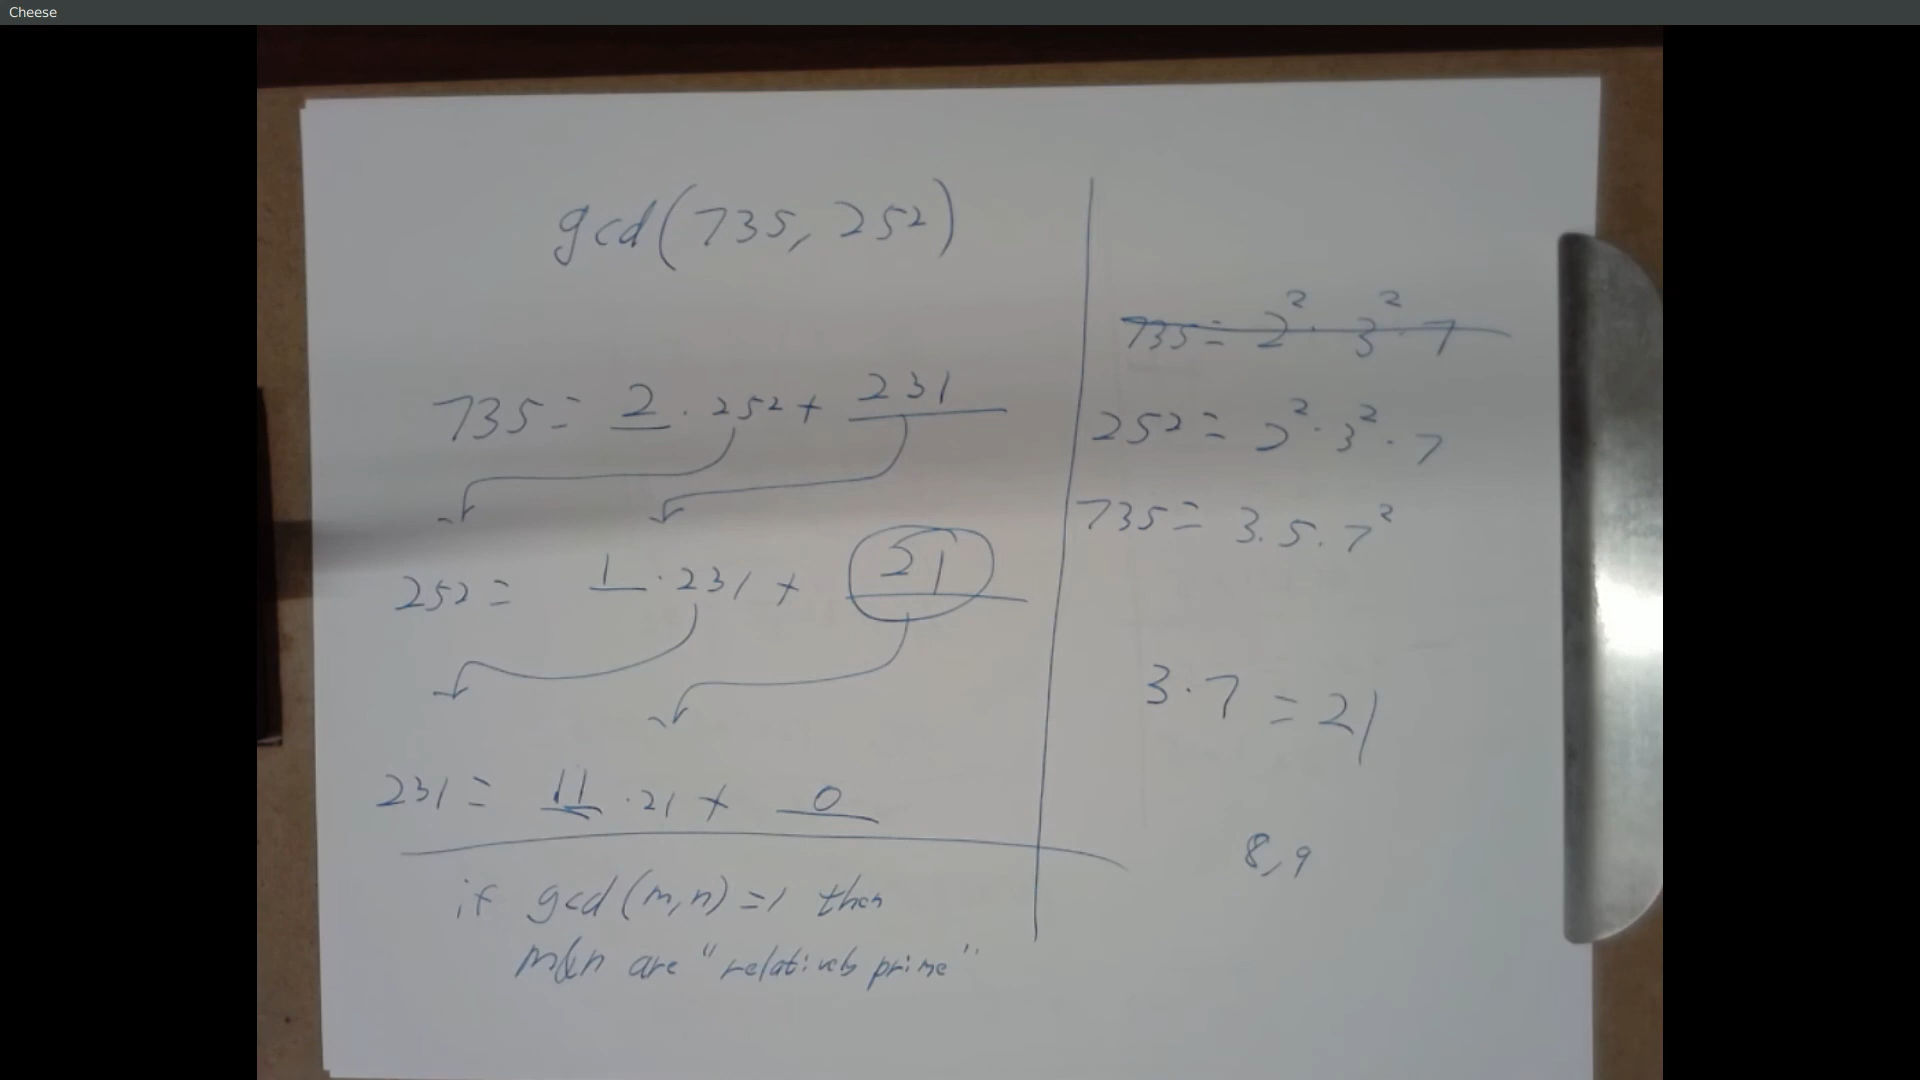 Cheese
gcd(735, 252)
735 = 2 · 252 + 231
252 = 1 · 231 + 21
231 = 11 · 21 + 0
if gcd(m,n) = 1 then
m&n are "relatively prime"
735 = 2² · 3² · 7
252 = 2² · 3² · 7
735 = 3 · 5 · 7²
3 · 7 = 21
8, 9